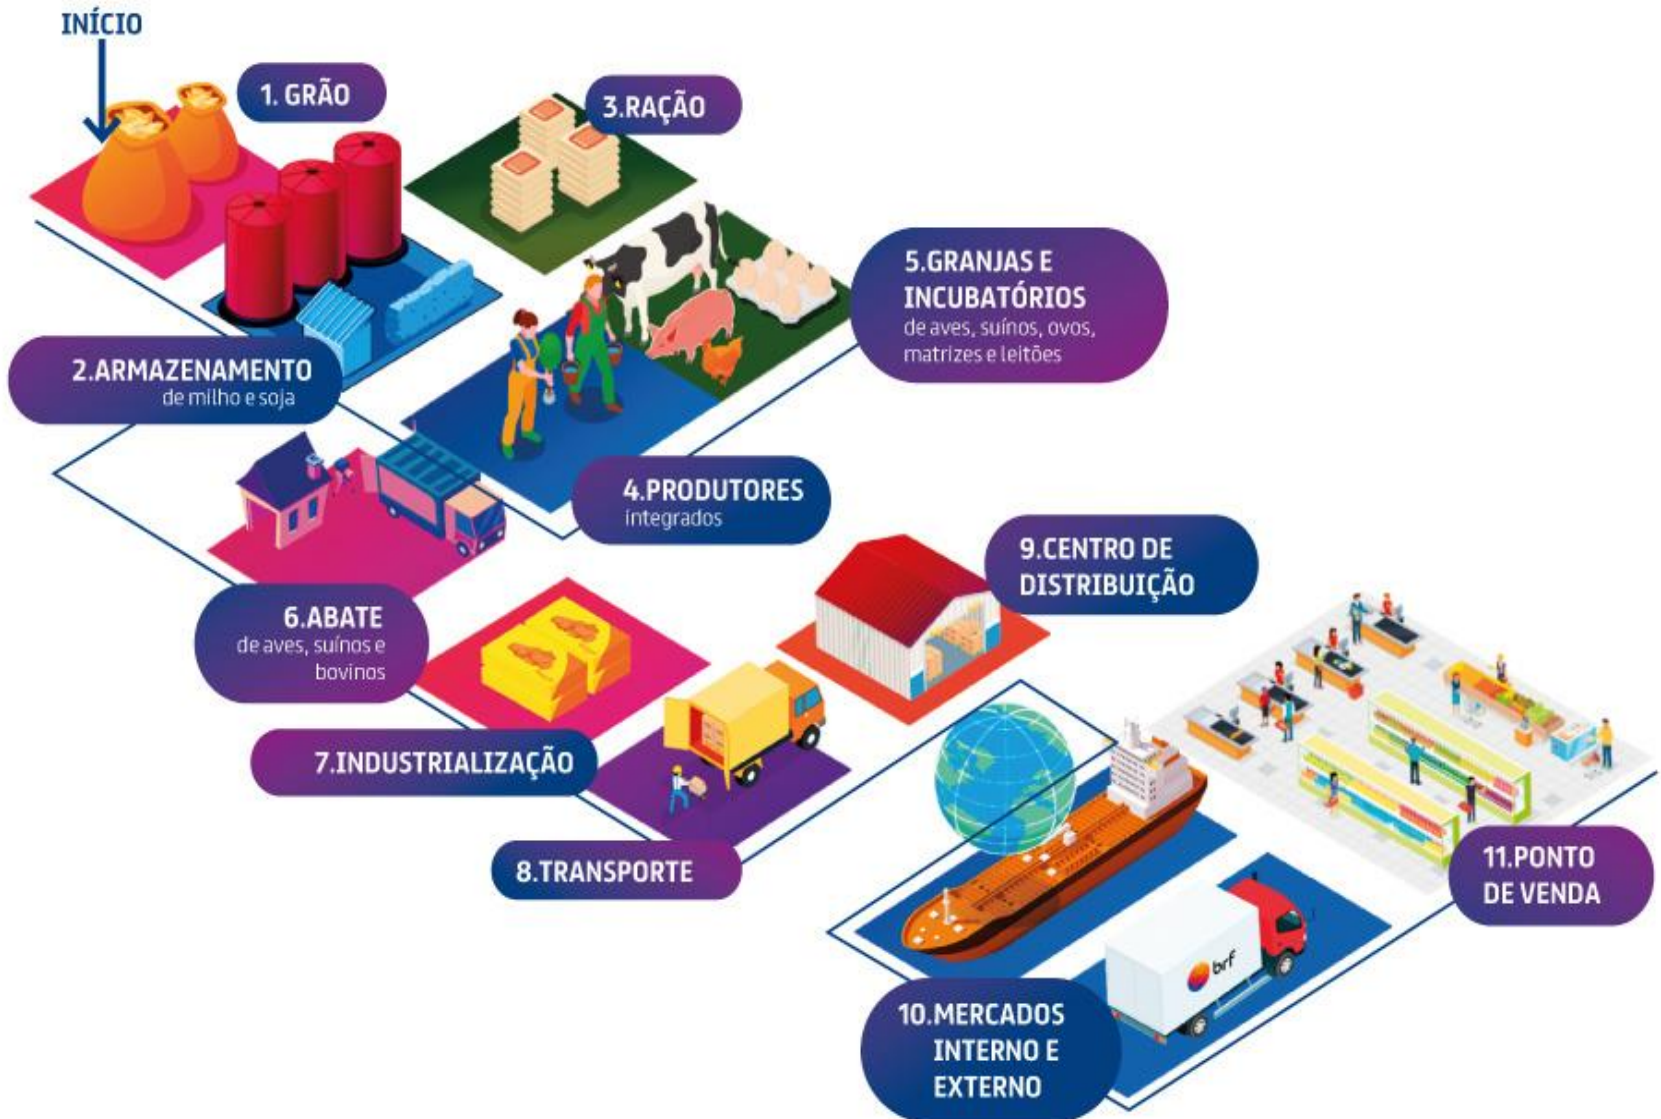 INÍCIO
1. GRÃO
3.RAÇÃO
5.GRANJAS E
INCUBATÓRIOS
de aves, suínos, ovos,
matrizes e leitões
2.ARMAZENAMENTO
de milho e soja
4.PRODUTORES
integrados
9.CENTRO DE
DISTRIBUIÇÃO
6.ABATE
de aves, suínos e
bovinos
7.INDUSTRIALIZAÇÃO
8.TRANSPORTE
11.PONTO
DE VENDA
brf
10.MERCADOS
INTERNO E
EXTERNO